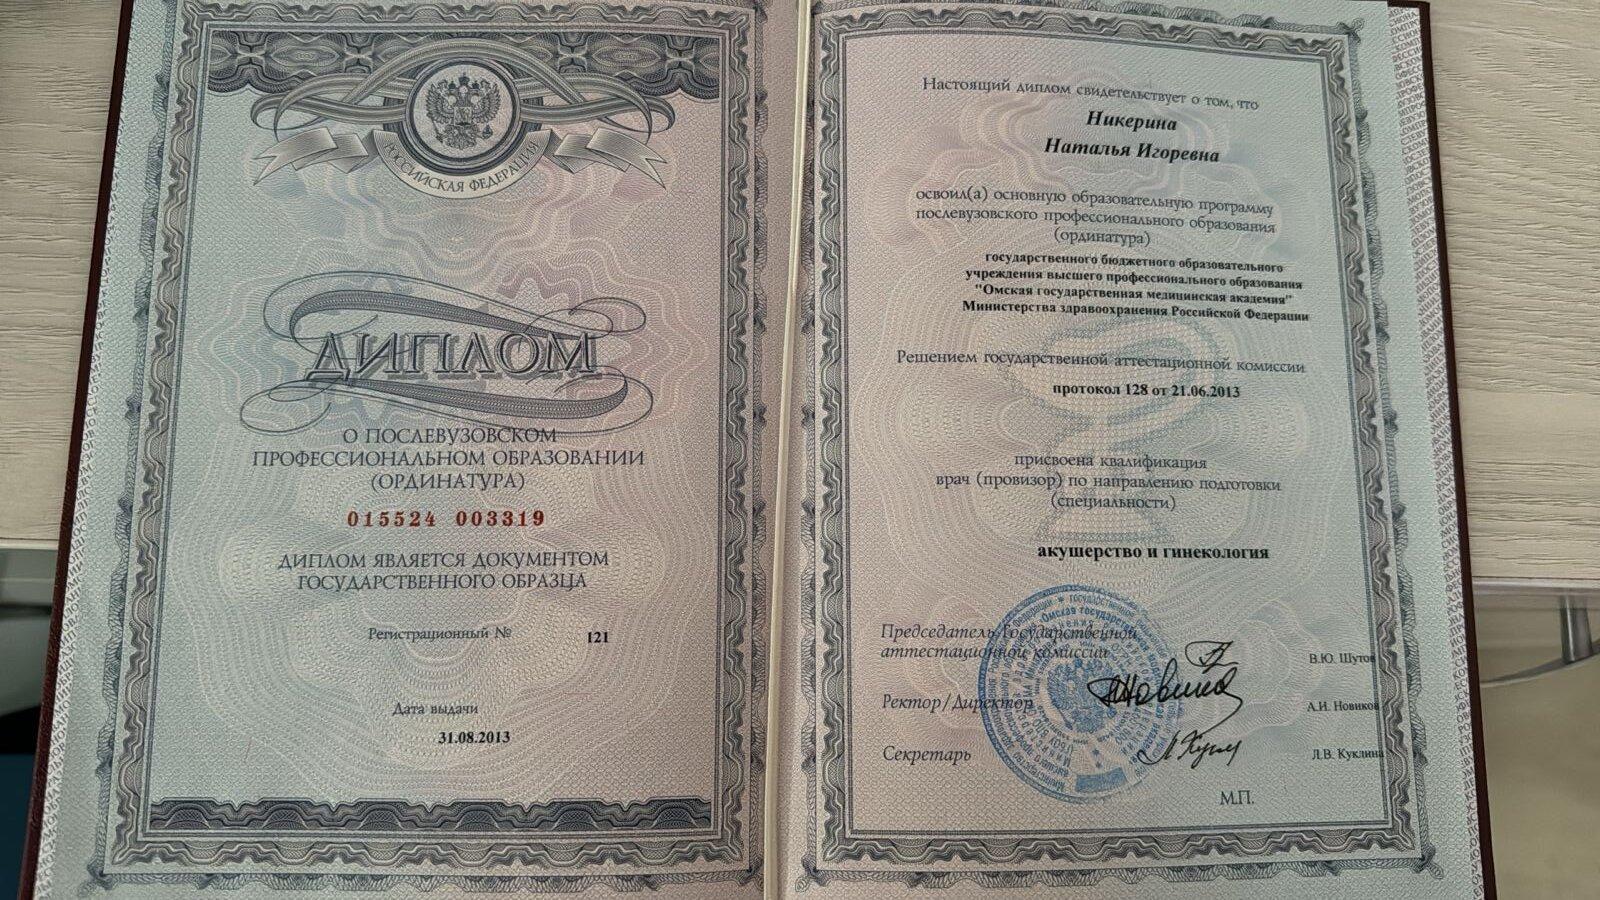 РОССИЙСКАЯ ФЕДЕРАЦИЯ
ДИПЛОМ
О ПОСЛЕВУЗОВСКОМ
ПРОФЕССИОНАЛЬНОМ ОБРАЗОВАНИИ
(ОРДИНАТУРА)
015524 003319
ДИПЛОМ ЯВЛЯЕТСЯ ДОКУМЕНТОМ
ГОСУДАРСТВЕННОГО ОБРАЗЦА
Регистрационный № 121
Дата выдачи
31.08.2013
Настоящий диплом свидетельствует о том, что
Никерина
Наталья Игоревна
освоил(а) основную образовательную программу
послевузовского профессионального образования
(ординатура)
государственного бюджетного образовательного
учреждения высшего профессионального образования
"Омская государственная медицинская академия"
Министерства здравоохранения Российской Федерации
Решением государственной аттестационной комиссии
протокол 128 от 21.06.2013
присвоена квалификация
врач (провизор) по направлению подготовки
(специальности)
акушерство и гинекология
Председатель Государственной
аттестационной комиссии
В.Ю. Шутов
Ректор/Директор
А.И. Новиков
Секретарь
Л.В. Куклина
М.П.